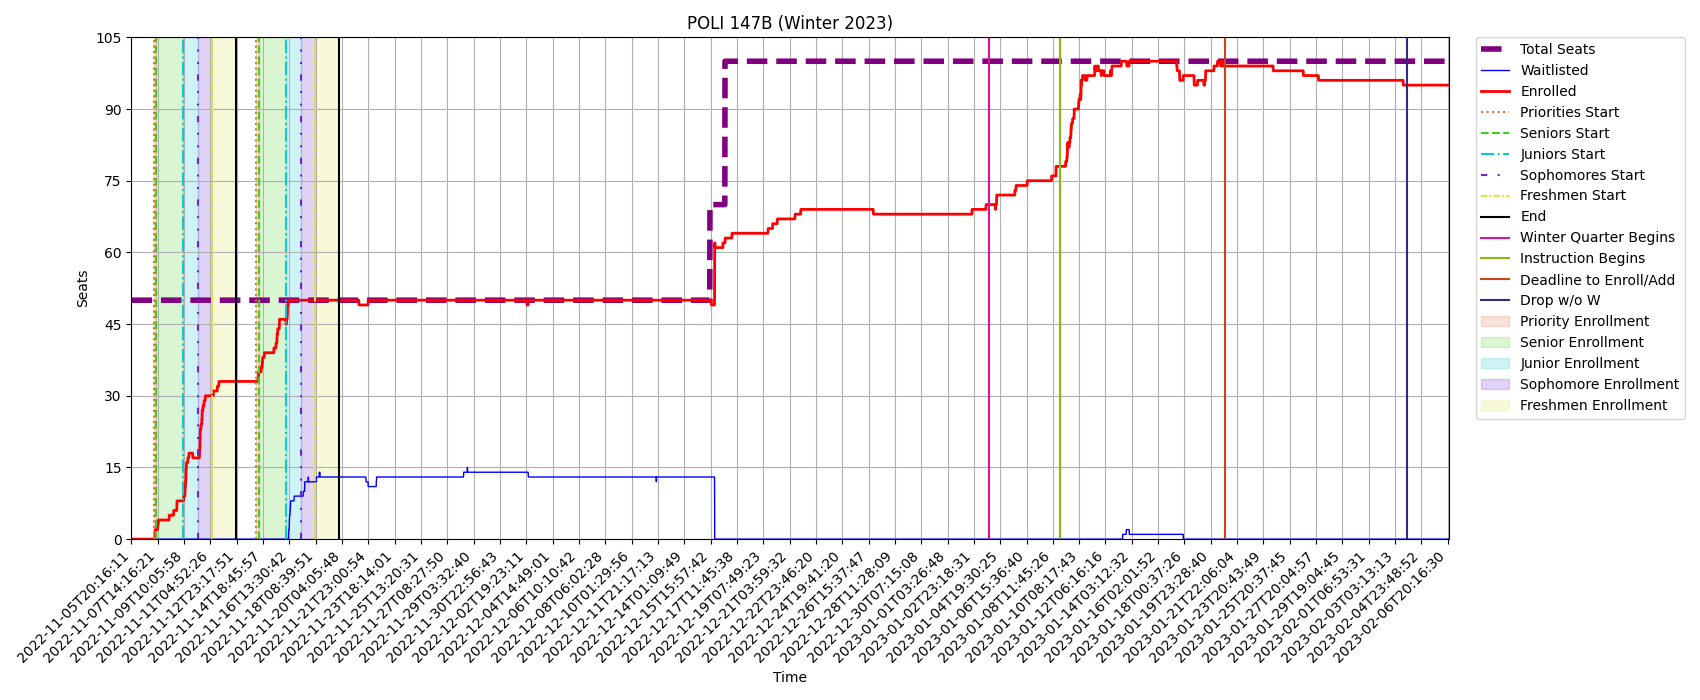 POLI 147B (Winter 2023)
Seats
105
90
75
60
45
30
15
0
2022-11-05T20:16:11
2022-11-07T14:16:21
2022-11-09T10:05:58
2022-11-11T04:52:26
2022-11-12T23:17:51
2022-11-14T18:45:57
2022-11-16T13:30:42
2022-11-18T08:39:51
2022-11-20T04:05:48
2022-11-21T23:00:54
2022-11-23T18:14:01
2022-11-25T13:20:31
2022-11-27T08:27:50
2022-11-29T03:32:40
2022-11-30T22:56:43
2022-12-02T19:23:11
2022-12-04T14:49:01
2022-12-06T10:10:42
2022-12-08T06:02:28
2022-12-10T01:29:56
2022-12-11T21:17:13
2022-12-14T01:09:49
2022-12-15T15:57:42
2022-12-17T11:45:38
2022-12-19T07:49:23
2022-12-21T03:59:32
2022-12-22T23:46:20
2022-12-24T19:41:20
2022-12-26T15:37:47
2022-12-28T11:28:09
2022-12-30T07:15:08
2023-01-01T03:26:48
2023-01-02T23:18:31
2023-01-04T19:30:25
2023-01-06T15:36:40
2023-01-08T11:45:26
2023-01-10T08:17:43
2023-01-12T06:16:16
2023-01-14T03:12:32
2023-01-16T02:01:52
2023-01-18T00:37:26
2023-01-19T23:28:40
2023-01-21T22:06:04
2023-01-23T20:43:49
2023-01-25T20:37:45
2023-01-27T20:04:57
2023-01-29T19:04:45
2023-02-01T06:53:31
2023-02-03T03:13:13
2023-02-04T23:48:52
2023-02-06T20:16:30
Time
Total Seats
Waitlisted
Enrolled
Priorities Start
Seniors Start
Juniors Start
Sophomores Start
Freshmen Start
End
Winter Quarter Begins
Instruction Begins
Deadline to Enroll/Add
Drop w/o W
Priority Enrollment
Senior Enrollment
Junior Enrollment
Sophomore Enrollment
Freshmen Enrollment